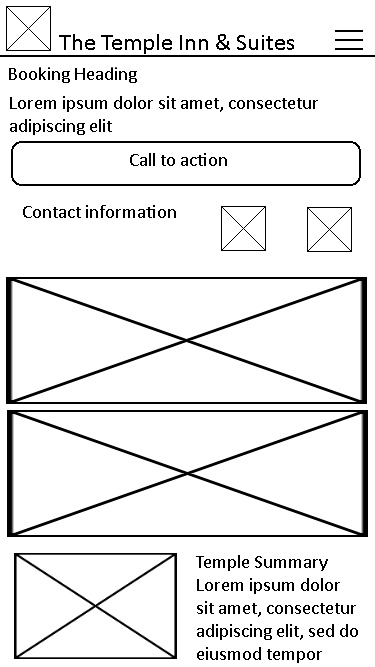 The Temple Inn & Suites
Booking Heading
Lorem ipsum dolor sit amet, consectetur
adipiscing elit
Call to action
Contact information
Temple Summary
Lorem ipsum dolor
sit amet, consectetur
adipiscing elit, sed do
eiusmod tempor